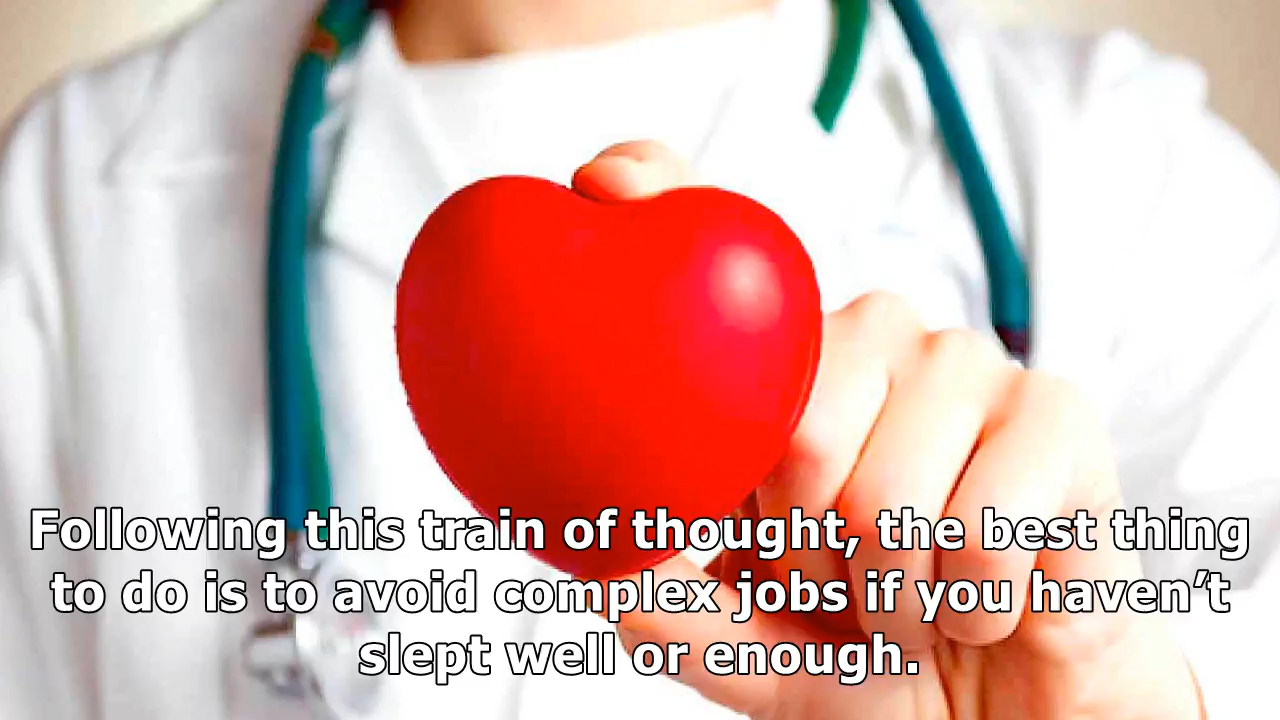 Following this train of thought, the best thing
to do is to avoid complex jobs if you haven’t
slept well or enough.